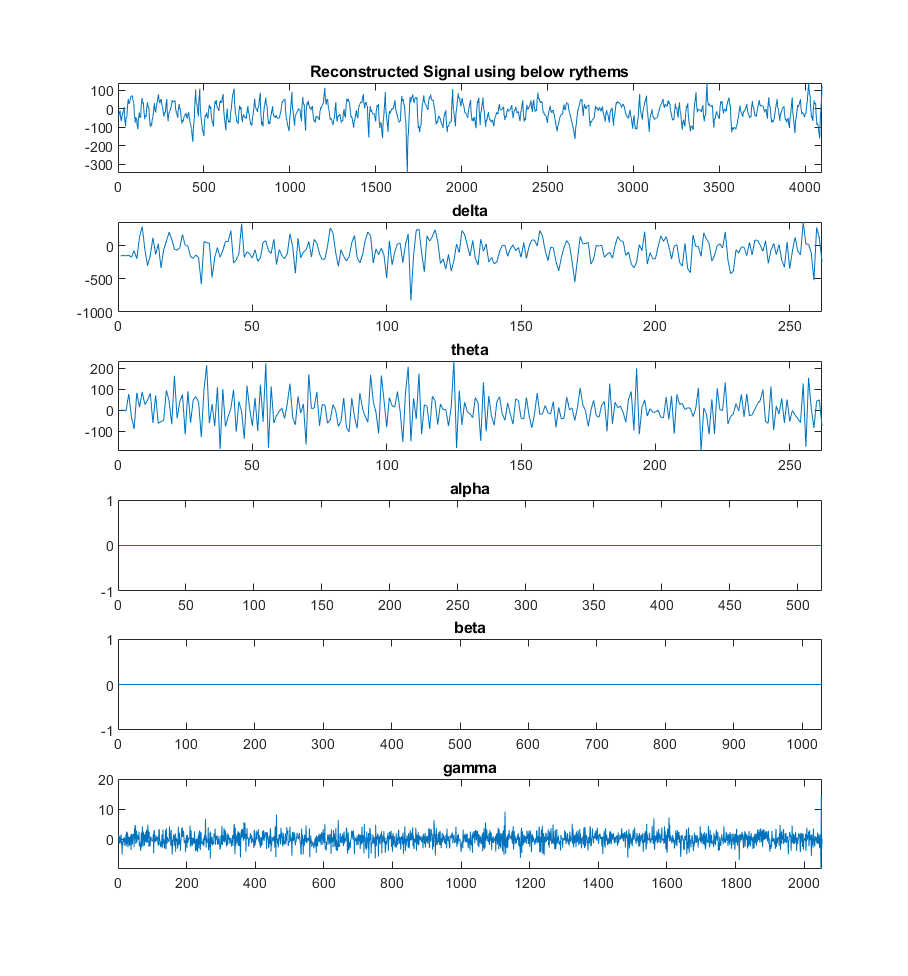 Reconstructed Signal using below rythems
100
0
-100
-200
-300
0 500 1000 1500 2000 2500 3000 3500 4000
delta
0
-500
-1000
0 50 100 150 200 250
theta
200
100
0
-100
0 50 100 150 200 250
alpha
1
0
-1
0 50 100 150 200 250 300 350 400 450 500
beta
1
0
-1
0 100 200 300 400 500 600 700 800 900 1000
gamma
20
10
0
0 200 400 600 800 1000 1200 1400 1600 1800 2000